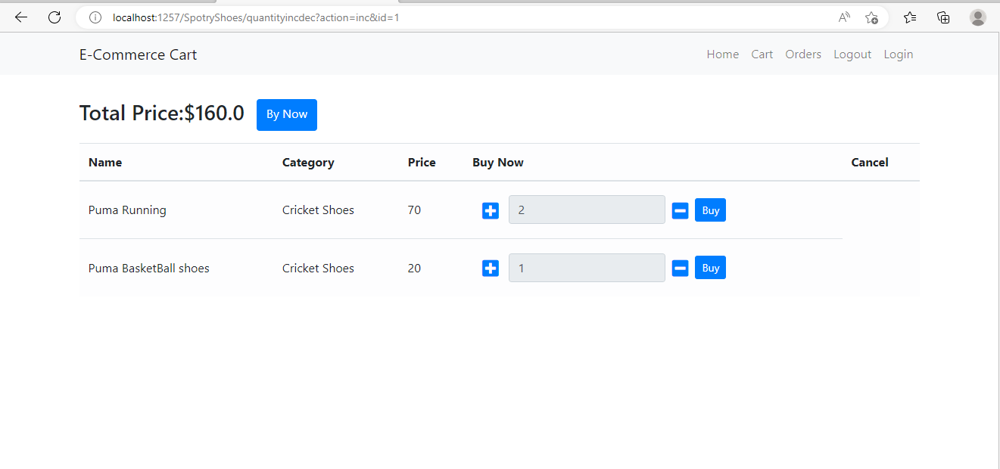 localhost:1257/SpotryShoes/quantityincdec?action=inc&id=1
E-Commerce Cart Home Cart Orders Logout Login
Total Price:$160.0 By Now
Name Category Price Buy Now Cancel
Puma Running Cricket Shoes 70 2 Buy
Puma BasketBall shoes Cricket Shoes 20 1 Buy